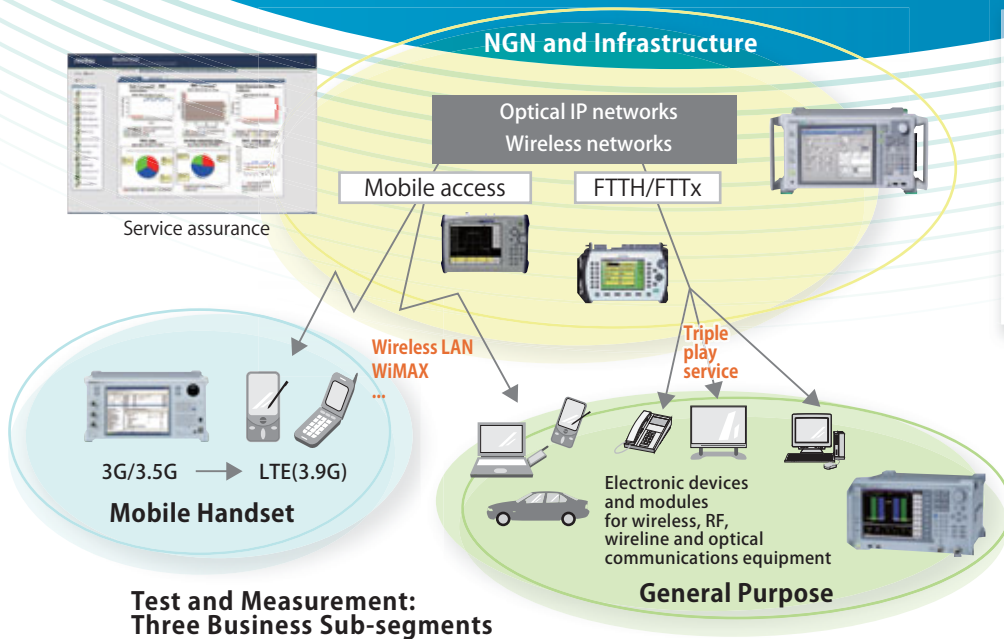 NGN and Infrastructure
Optical IP networks
Wireless networks
Mobile access
FTTH/FTTx
Service assurance
Wireless LAN
WiMAX
...
Triple
play
service
3G/3.5G
LTE(3.9G)
Mobile Handset
Electronic devices
and modules
for wireless, RF,
wireline and optical
communications equipment
General Purpose
Test and Measurement:
Three Business Sub-segments